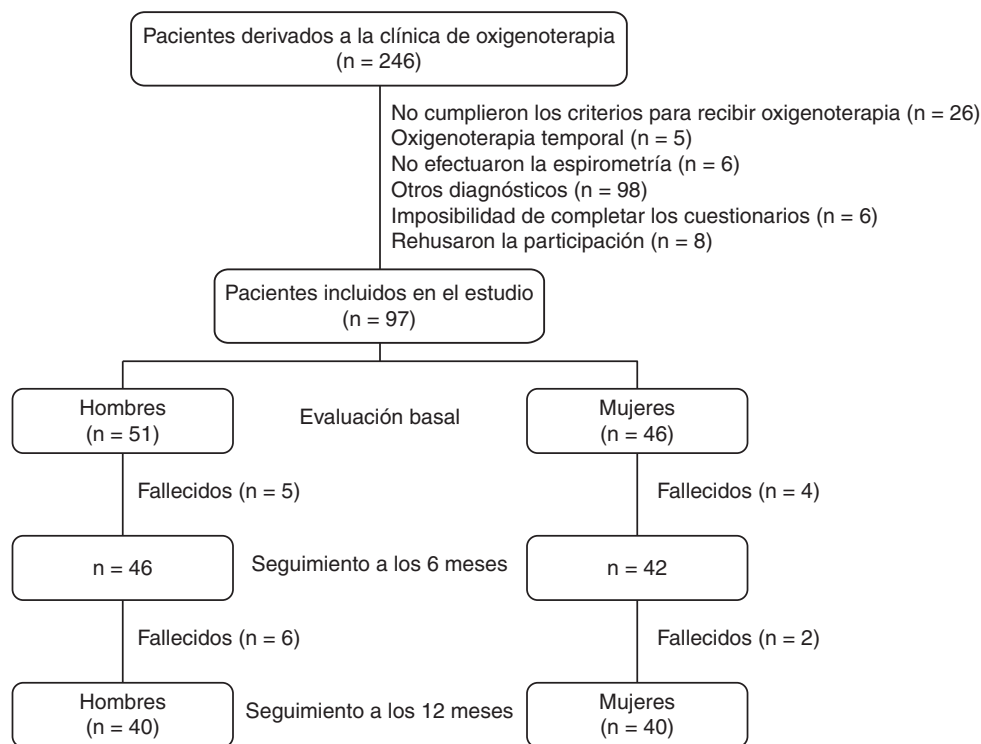 Pacientes derivados a la clínica de oxigenoterapia
(n = 246)
No cumplieron los criterios para recibir oxigenoterapia (n = 26)
Oxigenoterapia temporal (n = 5)
No efectuaron la espirometría (n = 6)
Otros diagnósticos (n = 98)
Imposibilidad de completar los cuestionarios (n = 6)
Rehusaron la participación (n = 8)
Pacientes incluidos en el estudio
(n = 97)
Hombres
(n = 51)
Evaluación basal
Mujeres
(n = 46)
Fallecidos (n = 5)
Fallecidos (n = 4)
n = 46
Seguimiento a los 6 meses
n = 42
Fallecidos (n = 6)
Fallecidos (n = 2)
Hombres
(n = 40)
Seguimiento a los 12 meses
Mujeres
(n = 40)